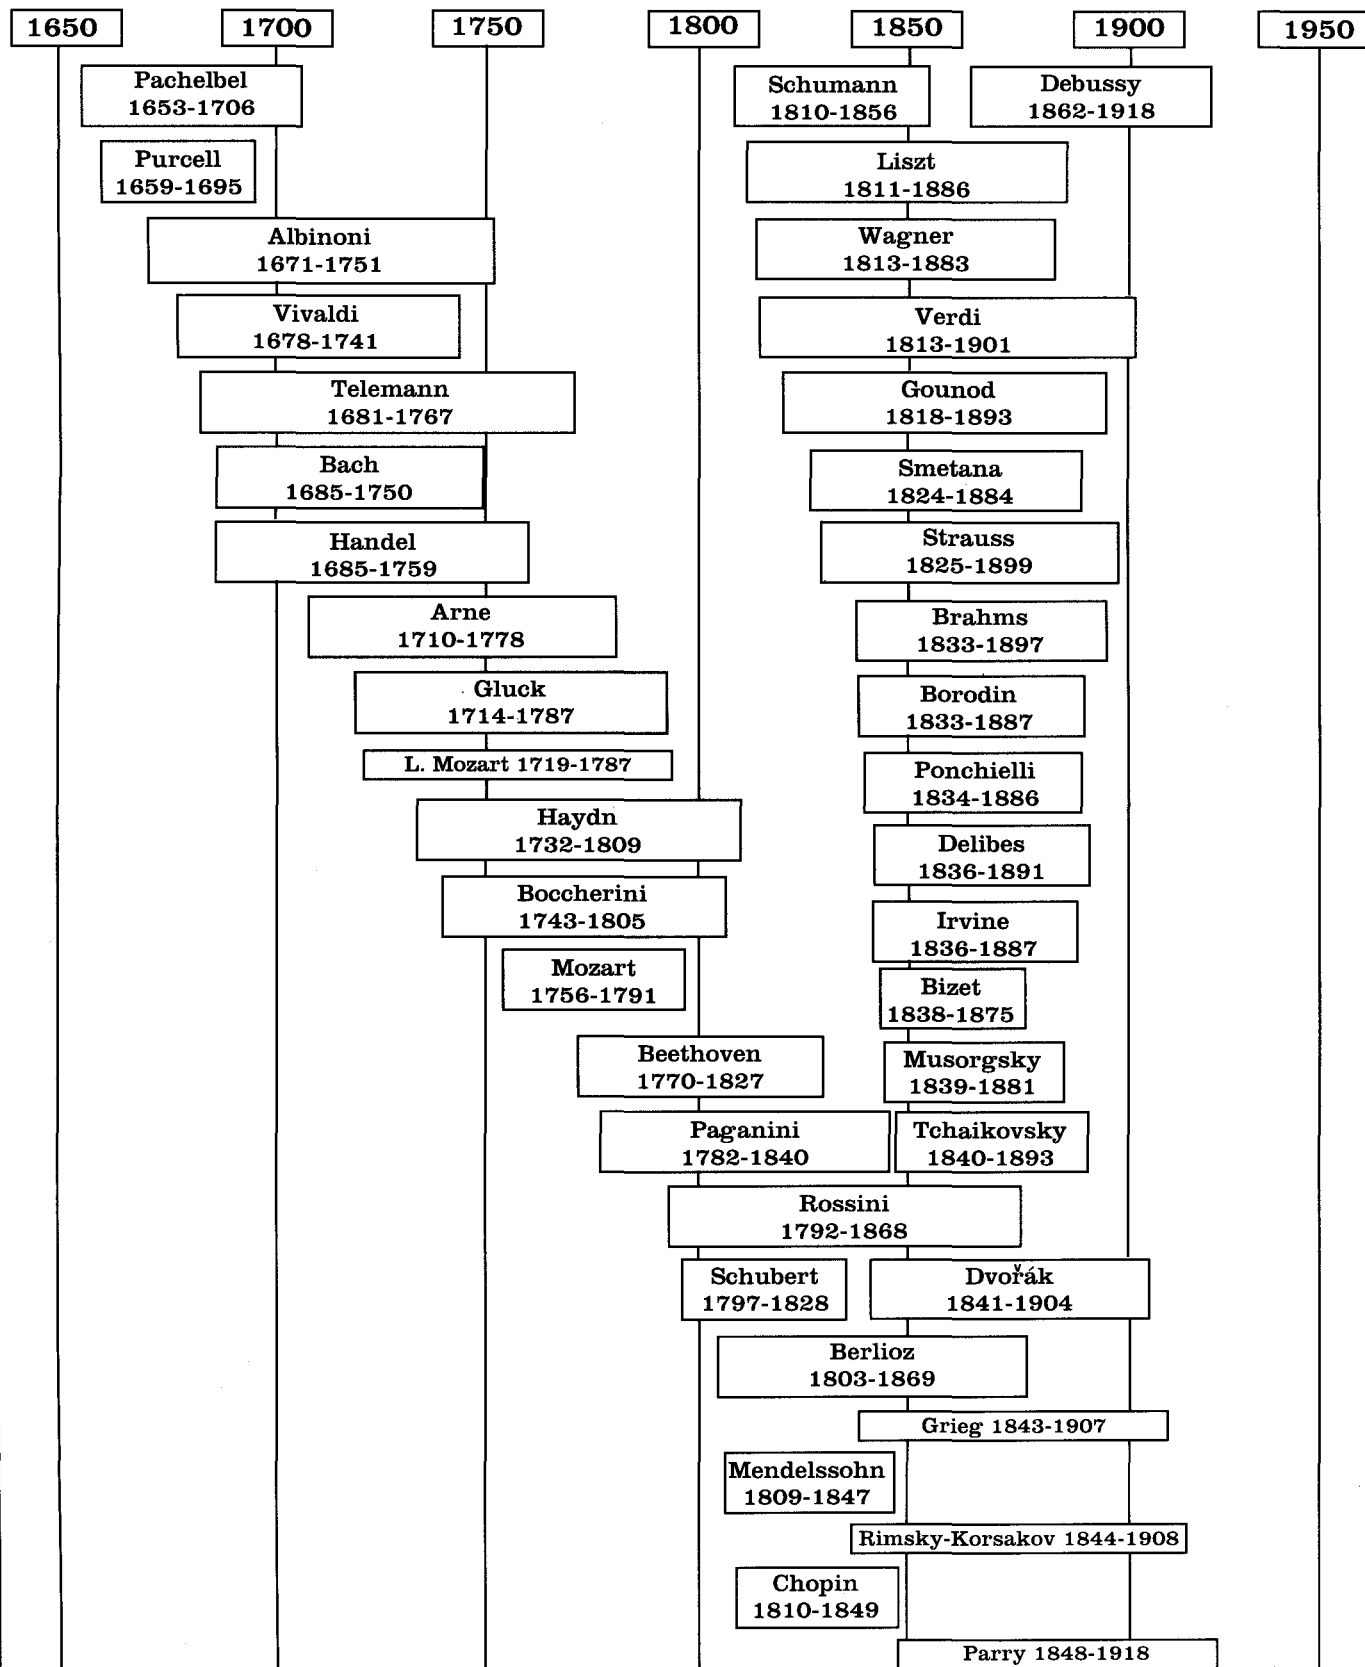 1650
1700
1750
1800
1850
1900
1950
Pachelbel
1653-1706
Schumann
1810-1856
Debussy
1862-1918
Purcell
1659-1695
Liszt
1811-1886
Albinoni
1671-1751
Wagner
1813-1883
Vivaldi
1678-1741
Verdi
1813-1901
Telemann
1681-1767
Gounod
1818-1893
Bach
1685-1750
Smetana
1824-1884
Handel
1685-1759
Strauss
1825-1899
Arne
1710-1778
Brahms
1833-1897
Gluck
1714-1787
Borodin
1833-1887
L. Mozart 1719-1787
Ponchielli
1834-1886
Haydn
1732-1809
Delibes
1836-1891
Boccherini
1743-1805
Irvine
1836-1887
Mozart
1756-1791
Bizet
1838-1875
Beethoven
1770-1827
Musorgsky
1839-1881
Paganini
1782-1840
Tchaikovsky
1840-1893
Rossini
1792-1868
Schubert
1797-1828
Dvořák
1841-1904
Berlioz
1803-1869
Grieg 1843-1907
Mendelssohn
1809-1847
Rimsky-Korsakov 1844-1908
Chopin
1810-1849
Parry 1848-1918